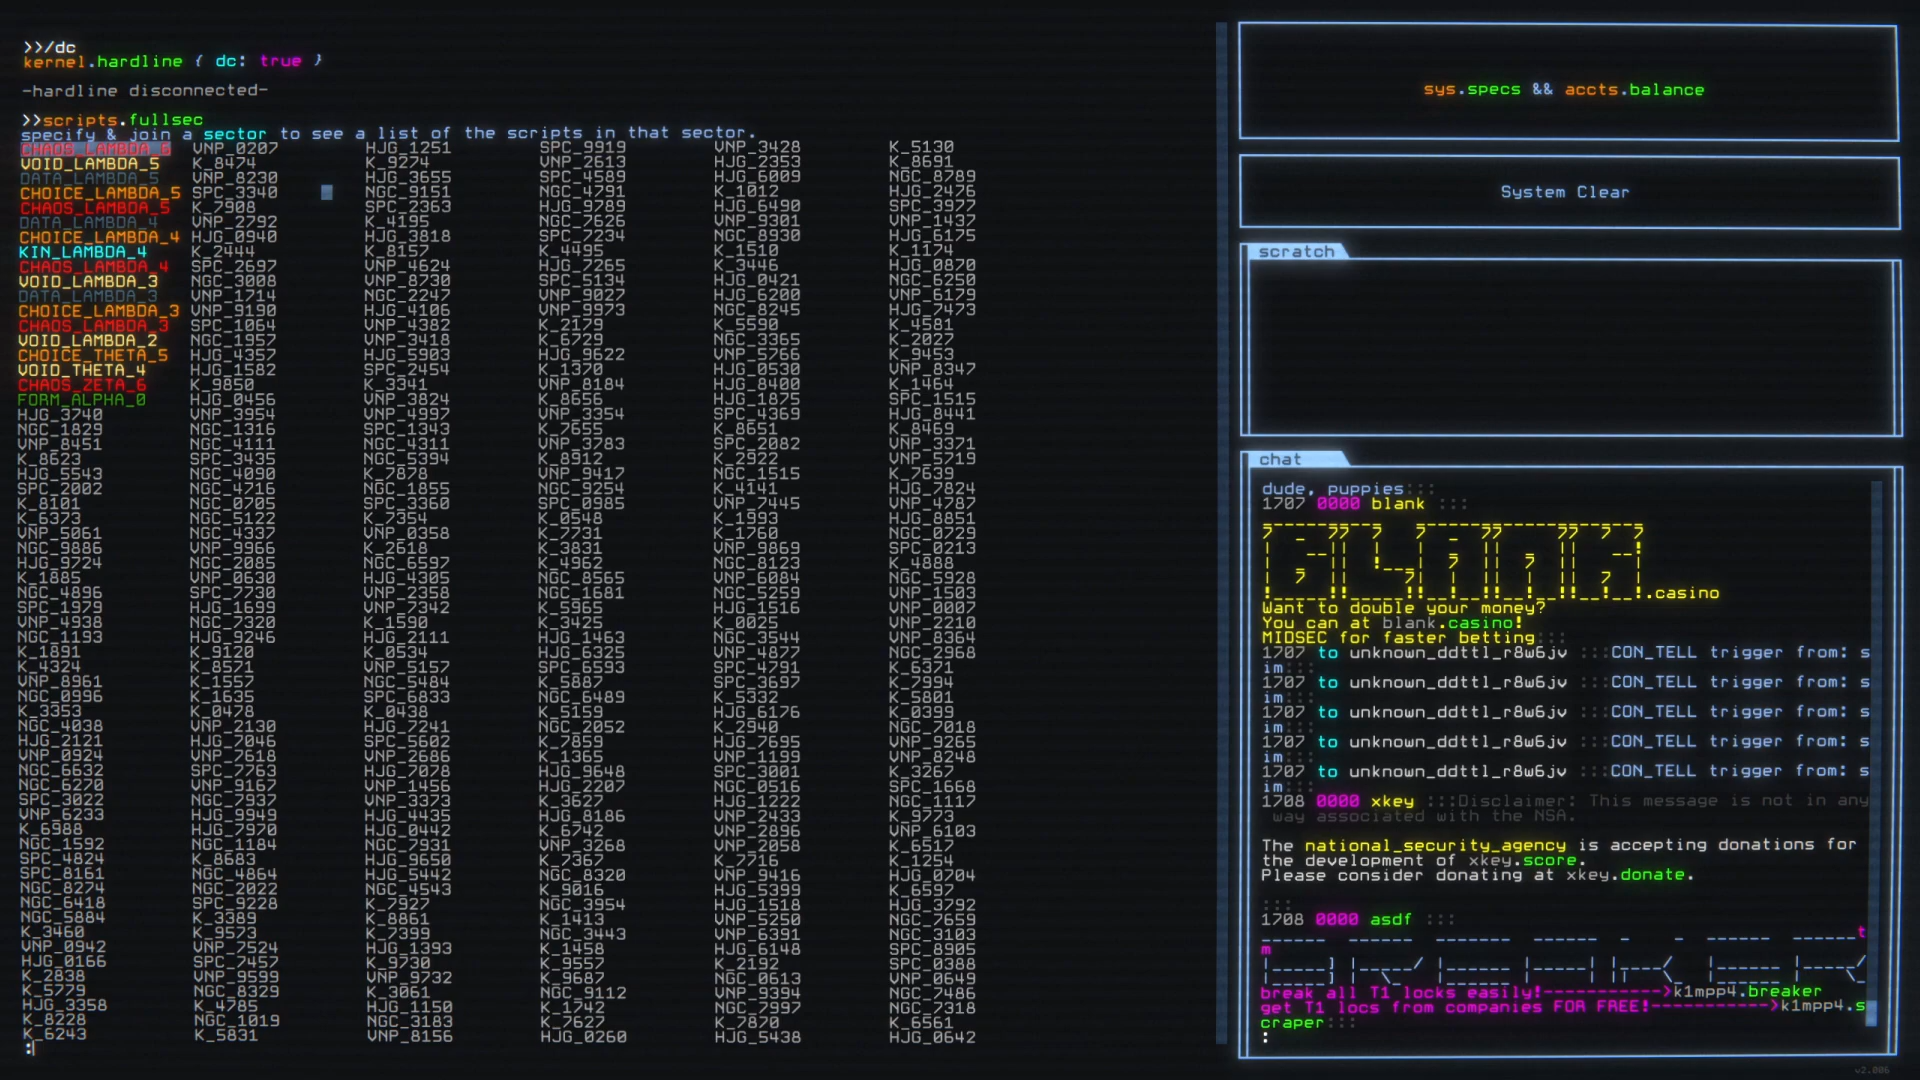 >>/dc
kernel.hardline { dc: true }
-hardline disconnected-
>>scripts.fullsec
specify & join a sector to see a list of the scripts in that sector.
CHAOS_LAMBDA_6 VNP_0207 HJG_1251 SPC_9919 VNP_3428 K_5130
VOID_LAMBDA_5 K_8474 K_9274 VNP_2613 HJG_2353 K_8691
DATA_LAMBDA_5 VNP_8230 HJG_3655 SPC_4589 HJG_6009 NGC_8789
CHOICE_LAMBDA_5 SPC_3340 NGC_9151 NGC_4791 K_1012 HJG_2476
CHAOS_LAMBDA_5 K_7908 SPC_2363 HJG_9789 HJG_6490 SPC_3977
DATA_LAMBDA_4 VNP_2792 K_4195 NGC_7626 VNP_9301 VNP_1437
CHOICE_LAMBDA_4 HJG_0940 HJG_3818 SPC_2234 NGC_8930 HJG_6175
KIN_LAMBDA_4 K_2444 K_8157 K_4495 K_1510 K_1174
CHAOS_LAMBDA_4 SPC_2697 VNP_4624 HJG_7265 K_3446 HJG_0870
VOID_LAMBDA_3 NGC_3008 VNP_8730 SPC_5134 HJG_0421 NGC_6250
DATA_LAMBDA_3 VNP_1714 NGC_2247 VNP_9027 HJG_6200 VNP_6179
CHOICE_LAMBDA_3 VNP_9190 HJG_4106 VNP_9973 NGC_8245 HJG_7473
CHAOS_LAMBDA_3 SPC_1064 VNP_4382 K_2179 K_5590 K_4581
VOID_LAMBDA_2 NGC_1957 VNP_3418 K_6729 NGC_3365 K_2027
CHOICE_THETA_5 HJG_4357 HJG_5903 HJG_9622 VNP_5766 K_9453
VOID_THETA_4 HJG_1582 SPC_2454 K_1370 HJG_0530 VNP_8347
CHAOS_ZETA_6 K_9850 K_3341 VNP_8184 HJG_8400 K_1464
FORM_ALPHA_0 HJG_0456 VNP_3824 K_8656 HJG_1875 SPC_1515
HJG_3740 VNP_3954 VNP_4997 VNP_3354 SPC_4369 HJG_8441
NGC_1829 NGC_1316 SPC_1343 K_7655 K_8651 K_8469
VNP_8451 NGC_4111 NGC_4311 VNP_3783 SPC_2082 VNP_3371
K_8623 SPC_3435 NGC_5394 K_8912 K_2922 VNP_5719
HJG_5543 NGC_4090 K_7878 VNP_9417 NGC_1515 K_7639
SPC_2002 NGC_4716 NGC_1855 NGC_9254 K_4141 HJG_7824
K_8101 NGC_0705 SPC_3360 SPC_0985 VNP_7445 VNP_4787
K_6373 NGC_5122 K_7354 K_0548 K_1993 HJG_8851
VNP_5061 NGC_4337 VNP_0358 K_7731 K_1760 NGC_0729
NGC_9886 VNP_9966 K_2618 K_3831 VNP_9869 SPC_0213
HJG_9724 NGC_2085 NGC_6597 K_4962 NGC_8123 K_4888
K_1885 VNP_0630 HJG_4305 NGC_8565 VNP_6084 NGC_5928
NGC_4896 SPC_7730 VNP_2358 NGC_1681 NGC_5259 VNP_1503
SPC_1979 HJG_1699 VNP_7342 K_5965 HJG_1516 VNP_0007
VNP_4938 NGC_7320 K_1590 K_3425 K_0025 VNP_2210
NGC_1193 HJG_9246 HJG_2111 HJG_1463 NGC_3544 VNP_8364
K_1891 K_9120 K_0534 HJG_6325 VNP_4877 NGC_2968
K_4324 K_8571 VNP_5157 SPC_6593 SPC_4791 K_6371
VNP_8961 K_1557 NGC_5484 K_5887 SPC_3697 K_7994
NGC_0996 K_1635 SPC_6833 NGC_6489 K_5332 K_5801
K_3353 K_0478 K_0438 K_5159 HJG_6176 K_0399
NGC_4038 VNP_2130 HJG_7241 NGC_2052 K_2940 NGC_7018
HJG_2121 HJG_7046 SPC_5602 K_7859 HJG_7695 VNP_9265
VNP_0924 VNP_7618 VNP_2686 K_1365 VNP_1199 VNP_8248
NGC_6632 SPC_7763 HJG_7028 HJG_9648 SPC_3001 K_3267
NGC_6270 VNP_9167 VNP_1456 HJG_2207 NGC_0516 SPC_1668
SPC_3022 NGC_7937 VNP_3373 K_3627 HJG_1222 NGC_1117
VNP_6233 HJG_9949 HJG_4435 HJG_8186 VNP_2433 K_9773
K_6988 HJG_7970 HJG_0442 K_6742 VNP_2896 VNP_6103
NGC_1592 NGC_1184 NGC_7931 VNP_3268 VNP_2058 K_6517
SPC_4824 K_8683 HJG_9650 K_7367 K_7716 K_1254
SPC_8161 NGC_4864 HJG_5442 NGC_8320 VNP_9416 HJG_0704
NGC_8274 NGC_2022 NGC_4543 K_9016 HJG_5399 K_6597
NGC_6418 SPC_9228 K_7927 NGC_3954 HJG_1518 HJG_3792
NGC_5884 K_3389 K_8861 K_1413 VNP_5250 NGC_7659
K_3460 K_9573 K_7399 NGC_3443 VNP_6391 NGC_3103
VNP_0942 VNP_7524 HJG_1393 K_1458 HJG_6148 SPC_8905
HJG_0166 SPC_7457 K_9730 K_9557 K_2192 SPC_0388
K_2838 VNP_9599 VNP_9732 K_9687 NGC_0613 VNP_0649
K_5779 NGC_8329 K_3061 NGC_9112 VNP_9394 NGC_7486
HJG_3358 K_4785 HJG_1150 K_1742 NGC_7997 NGC_7318
K_8228 NGC_1019 NGC_3183 K_7627 K_7870 K_6561
K_6243 K_5831 VNP_8156 HJG_0260 HJG_5438 HJG_0642
:
sys.specs && accts.balance
System Clear
scratch
chat
dude, puppies:::
1707 0000 blank :::
BLANK.casino
Want to double your money?
You can at blank.casino!
MIDSEC for faster betting:::
1707 to unknown_ddttl_r8w6jv :::CON_TELL trigger from: s
im:::
1707 to unknown_ddttl_r8w6jv :::CON_TELL trigger from: s
im:::
1707 to unknown_ddttl_r8w6jv :::CON_TELL trigger from: s
im:::
1707 to unknown_ddttl_r8w6jv :::CON_TELL trigger from: s
im:::
1707 to unknown_ddttl_r8w6jv :::CON_TELL trigger from: s
im:::
1708 0000 xkey :::Disclaimer: This message is not in any
way associated with the NSA.
The national_security_agency is accepting donations for
the development of xkey.score.
Please consider donating at xkey.donate.
:::
1708 0000 asdf :::
BREAKER
tm
break all T1 locks easily!----------->k1mpp4.breaker
get T1 locs from companies FOR FREE!----------->k1mpp4.s
craper:::
:
v2.006